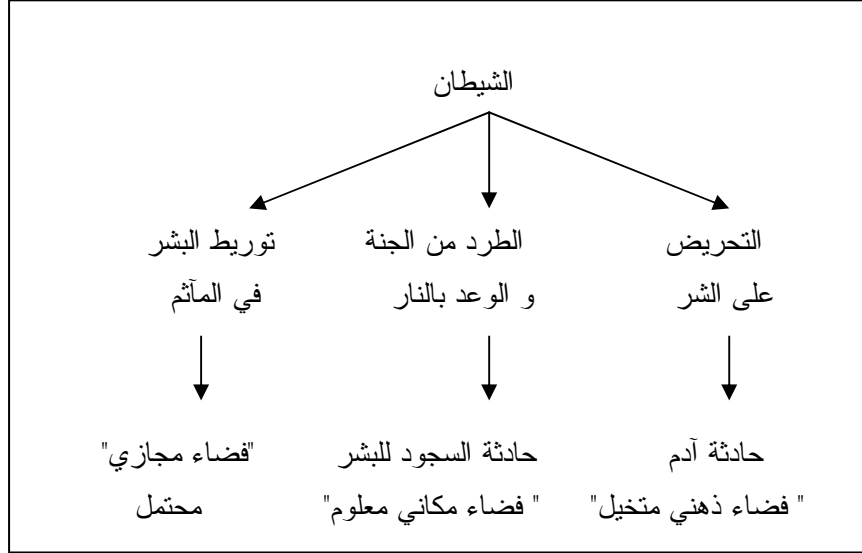 الشيطان
التحريض الطرد من الجنة توريط البشر
على الشر و الوعد بالنار في المآثم
حادثة آدم حادثة السجود للبشر "فضاء مجازي"
" فضاء ذهني متخيل" " فضاء مكاني معلوم" محتمل